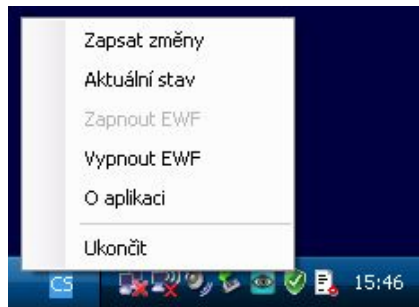 Zapsat změny
Aktuální stav
Zapnout EWF
Vypnout EWF
O aplikaci
Ukončit
CS 15:46